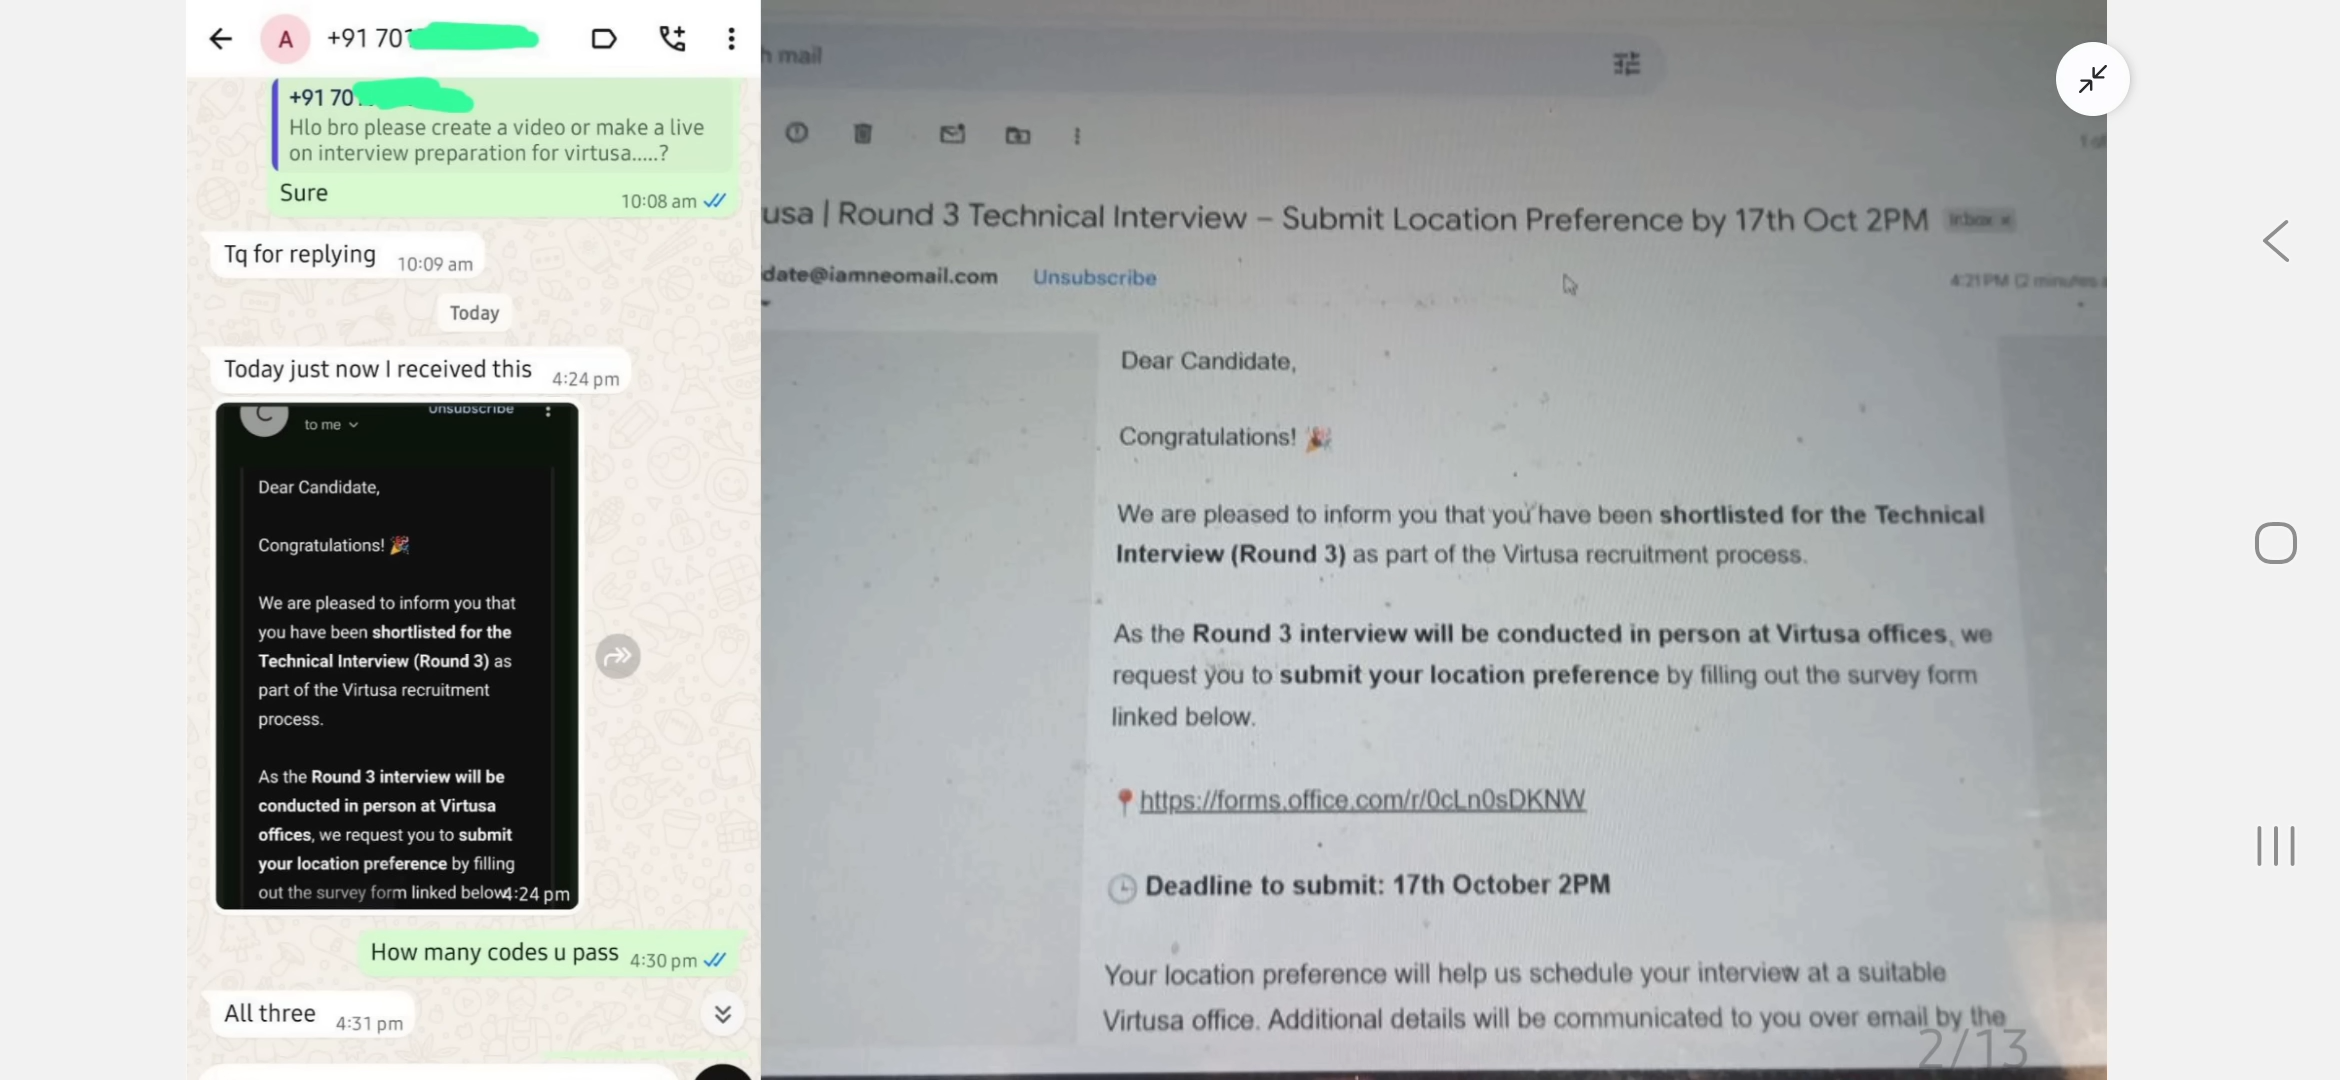 A
+91 70
+91 70
Hlo bro please create a video or make a live
on interview preparation for virtusa.....?
Sure
10:08 am
Tq for replying
10:09 am
Today
Today just now I received this
4:24 pm
C
Unsubscribe
to me
Dear Candidate,
Congratulations! 🎉
We are pleased to inform you that
you have been shortlisted for the
Technical Interview (Round 3) as
part of the Virtusa recruitment
process.
As the Round 3 interview will be
conducted in person at Virtusa
offices, we request you to submit
your location preference by filling
out the survey form linked below
4:24 pm
How many codes u pass
4:30 pm
All three
4:31 pm
h mail
usa | Round 3 Technical Interview – Submit Location Preference by 17th Oct 2PM
Inbox x
date@iamneomail.com
Unsubscribe
4:21 PM (2 minutes
Dear Candidate,
Congratulations! 🎉
We are pleased to inform you that you have been shortlisted for the Technical
Interview (Round 3) as part of the Virtusa recruitment process.
As the Round 3 interview will be conducted in person at Virtusa offices, we
request you to submit your location preference by filling out the survey form
linked below.
📍 https://forms.office.com/r/0cLn0sDKNW
🕒 Deadline to submit: 17th October 2PM
Your location preference will help us schedule your interview at a suitable
Virtusa office. Additional details will be communicated to you over email by the
2/13